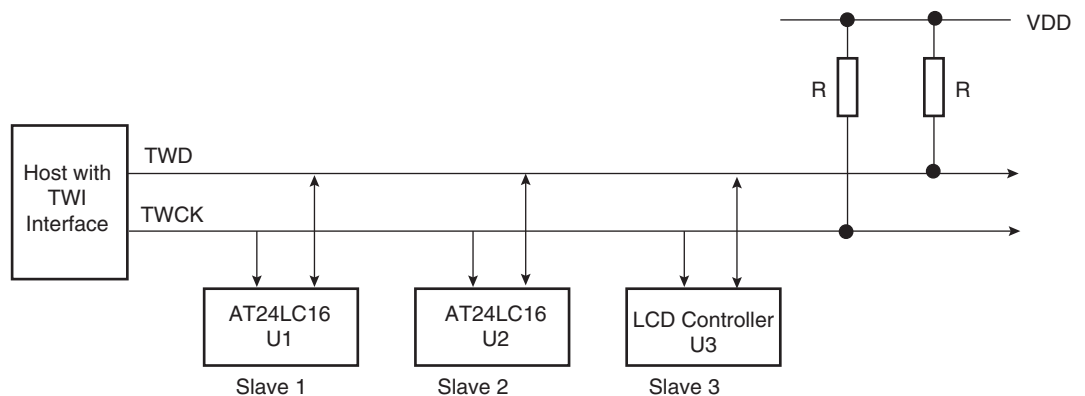 VDD
R
R
Host with
TWI
Interface
TWD
TWCK
AT24LC16
U1
AT24LC16
U2
LCD Controller
U3
Slave 1
Slave 2
Slave 3